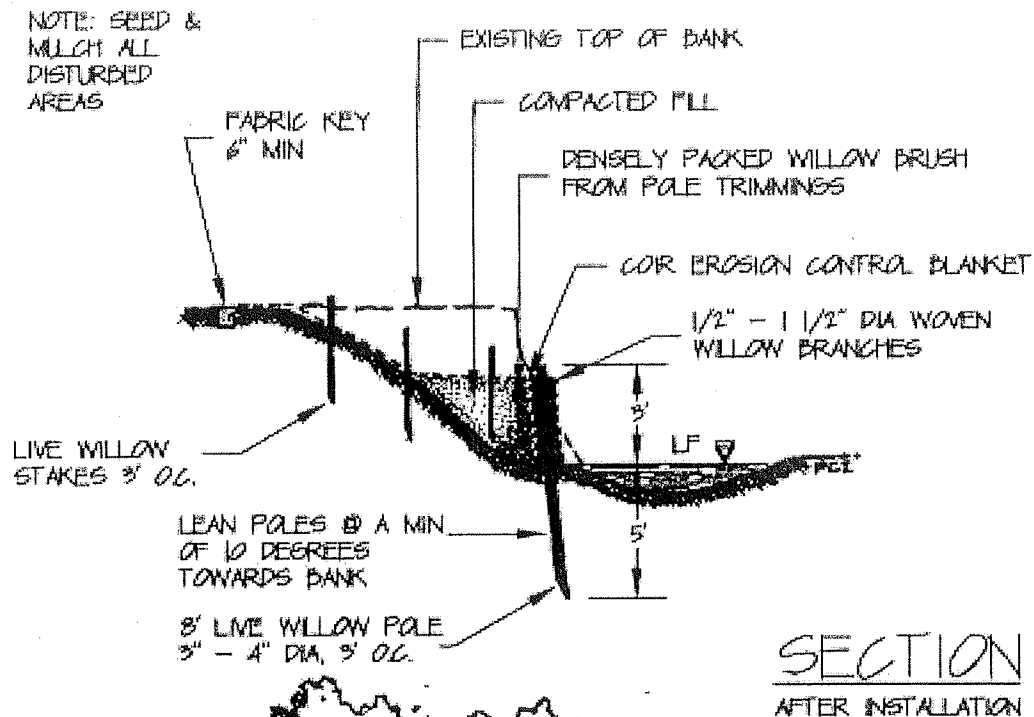 NOTE: SEED &
MULCH ALL
DISTURBED
AREAS
EXISTING TOP OF BANK
COMPACTED FILL
FABRIC KEY
6" MIN
DENSELY PACKED WILLOW BRUSH
FROM POLE TRIMMINGS
COIR EROSION CONTROL BLANKET
1/2" - 1 1/2" DIA WOVEN
WILLOW BRANCHES
3'
LF
LIVE WILLOW
STAKES 3' O.C.
LEAN POLES @ A MIN
OF 10 DEGREES
TOWARDS BANK
5'
8' LIVE WILLOW POLE
3" - 4" DIA, 3' O.C.
SECTION
AFTER INSTALLATION